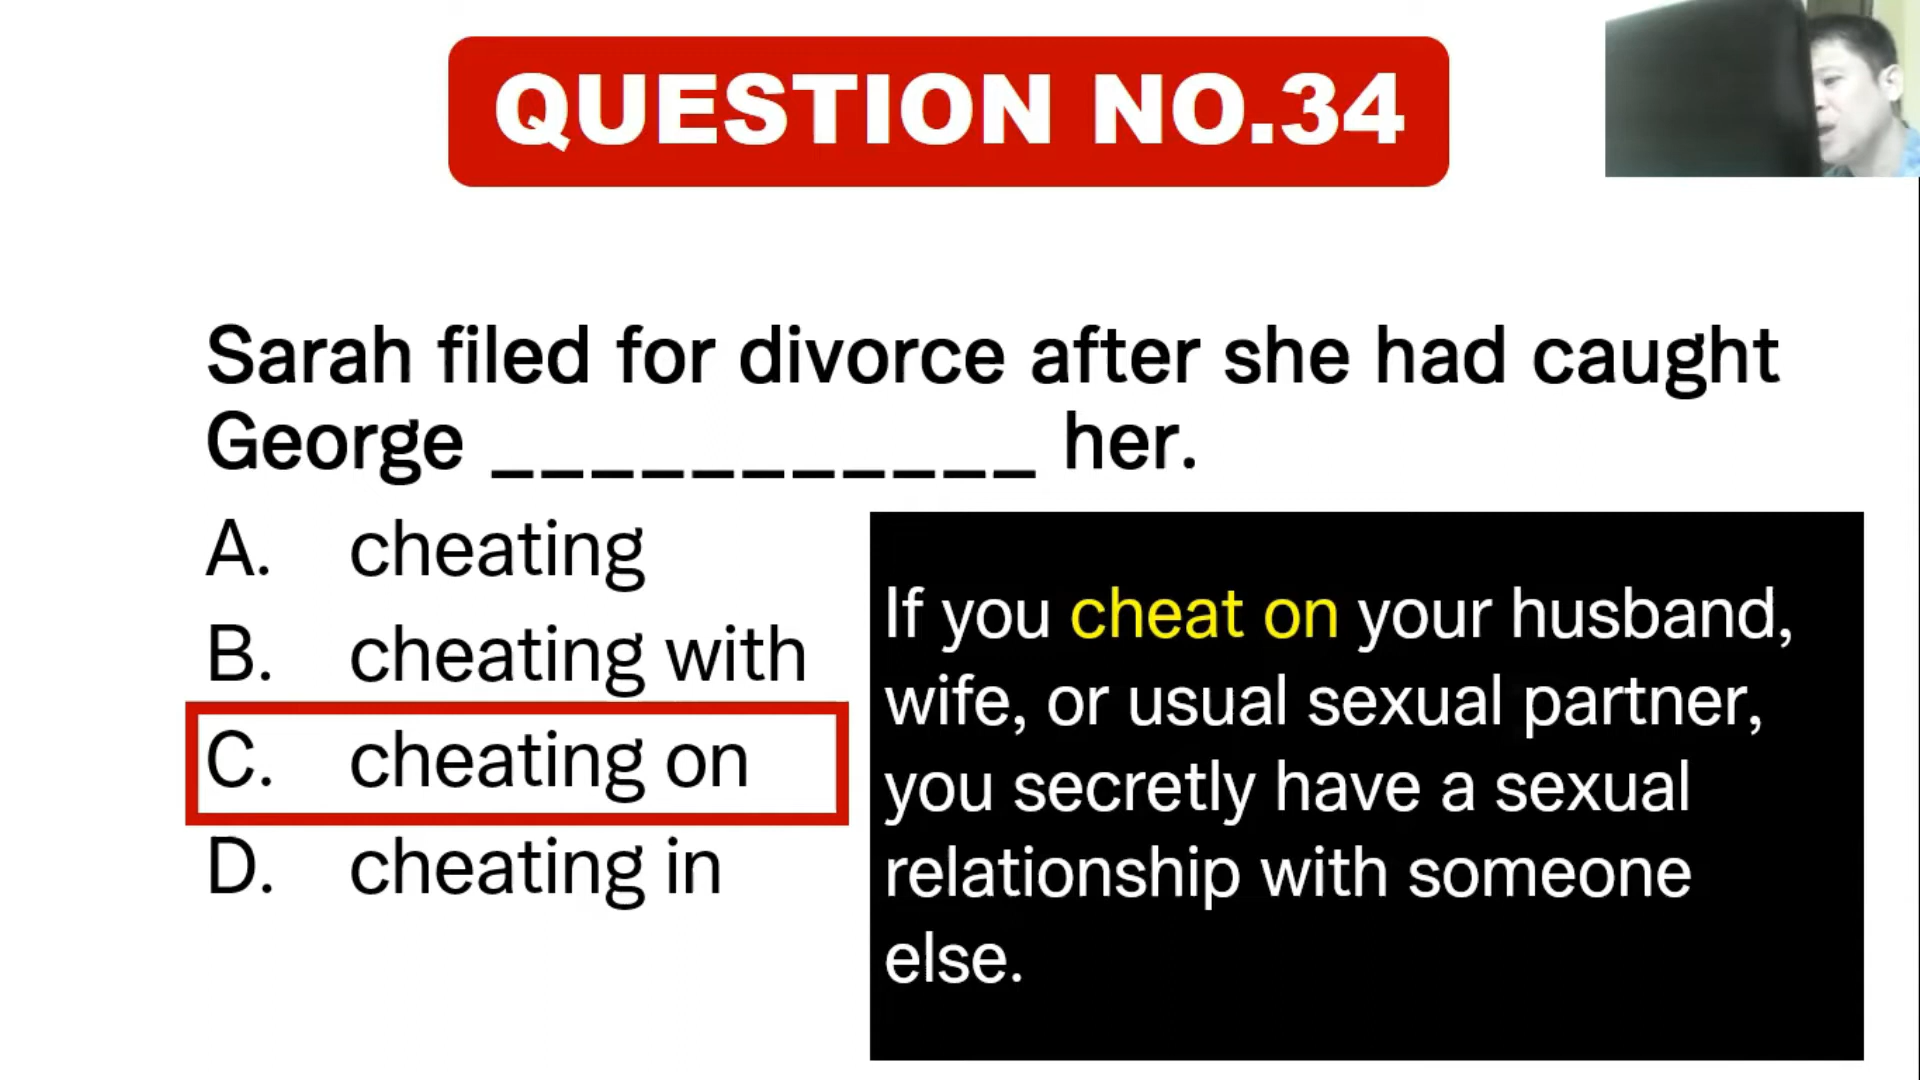 QUESTION NO.34
Sarah filed for divorce after she had caught
George ___________ her.
A. cheating
B. cheating with
C. cheating on
D. cheating in
If you cheat on your husband,
wife, or usual sexual partner,
you secretly have a sexual
relationship with someone
else.